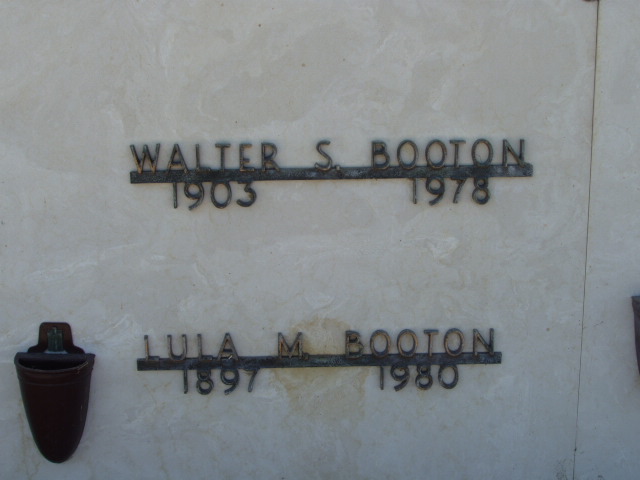 WALTER S. BOOTON
1903 1978
LULA M. BOOTON
1897 1980